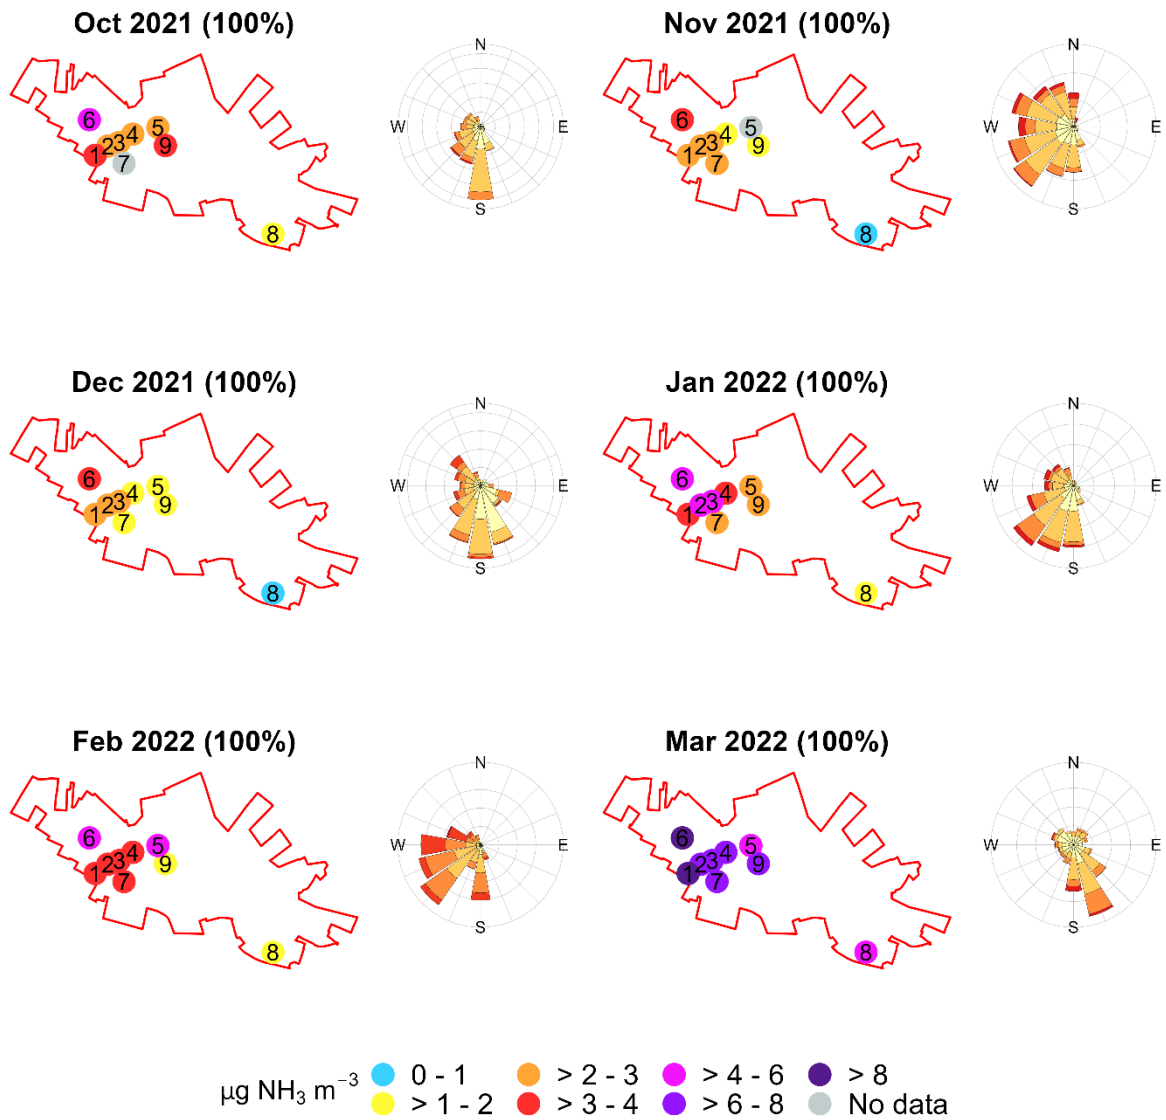 Oct 2021 (100%)
Nov 2021 (100%)
N
W E
S
6
4 5
2 3
1 9
7
8
N
W E
S
6
4 5
2 3
1 9
7
8
Dec 2021 (100%)
Jan 2022 (100%)
N
W E
S
6
4 5
2 3
1 9
7
8
N
W E
S
6
4 5
2 3
1 9
7
8
Feb 2022 (100%)
Mar 2022 (100%)
N
W E
S
6
4 5
2 3
1 9
7
8
N
W E
S
6
4 5
2 3
1 9
7
8
µg NH₃ m⁻³
0 - 1 > 2 - 3 > 4 - 6 > 8
> 1 - 2 > 3 - 4 > 6 - 8 No data